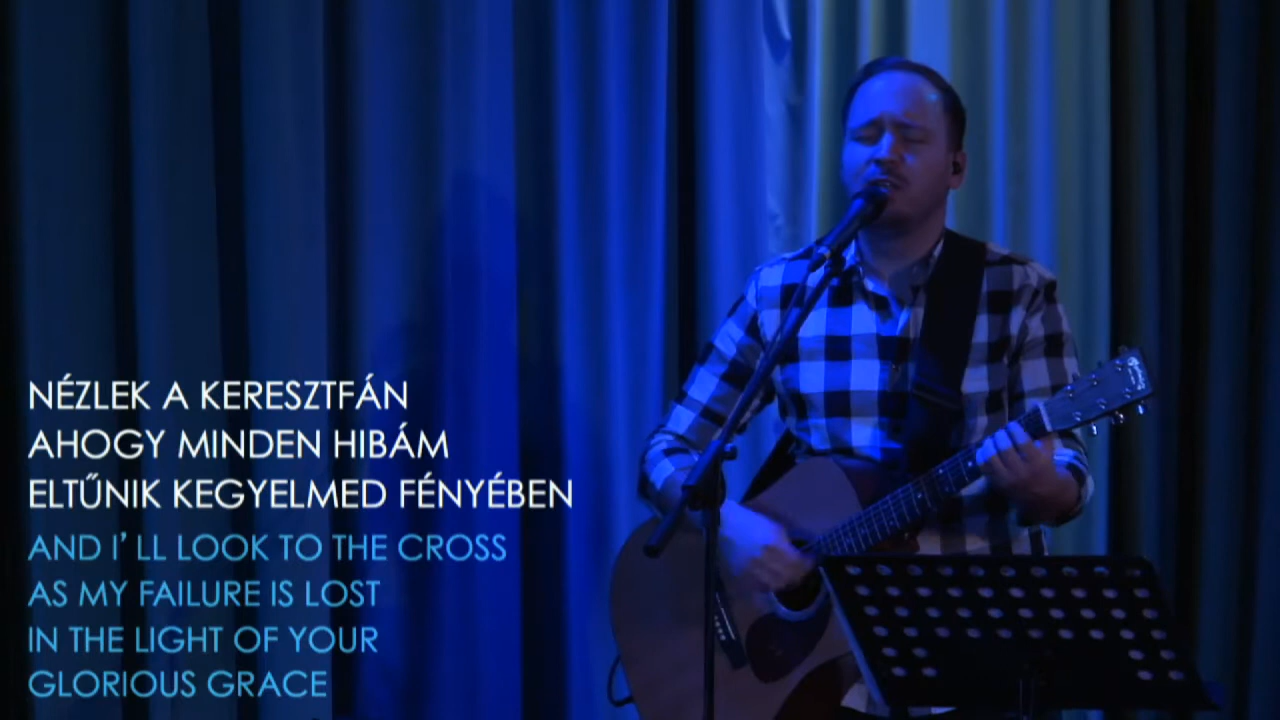 NÉZLEK A KERESZTFÁN
AHOGY MINDEN HIBÁM
ELTŰNIK KEGYELMED FÉNYÉBEN
AND I' LL LOOK TO THE CROSS
AS MY FAILURE IS LOST
IN THE LIGHT OF YOUR
GLORIOUS GRACE